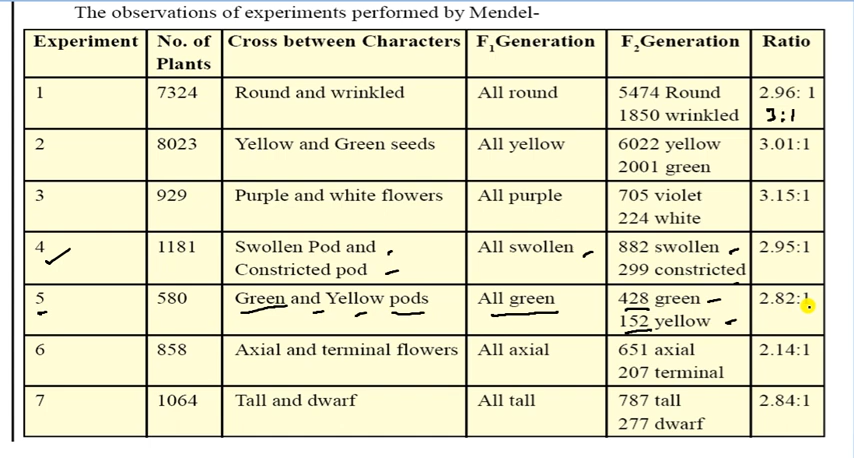 The observations of experiments performed by Mendel-
Experiment No. of Plants Cross between Characters F₁Generation F₂Generation Ratio
1 7324 Round and wrinkled All round 5474 Round 2.96: 1
1850 wrinkled 3:1
2 8023 Yellow and Green seeds All yellow 6022 yellow 3.01:1
2001 green
3 929 Purple and white flowers All purple 705 violet 3.15:1
224 white
4 1181 Swollen Pod and All swollen 882 swollen 2.95:1
Constricted pod 299 constricted
5 580 Green and Yellow pods All green 428 green 2.82:1
152 yellow
6 858 Axial and terminal flowers All axial 651 axial 2.14:1
207 terminal
7 1064 Tall and dwarf All tall 787 tall 2.84:1
277 dwarf